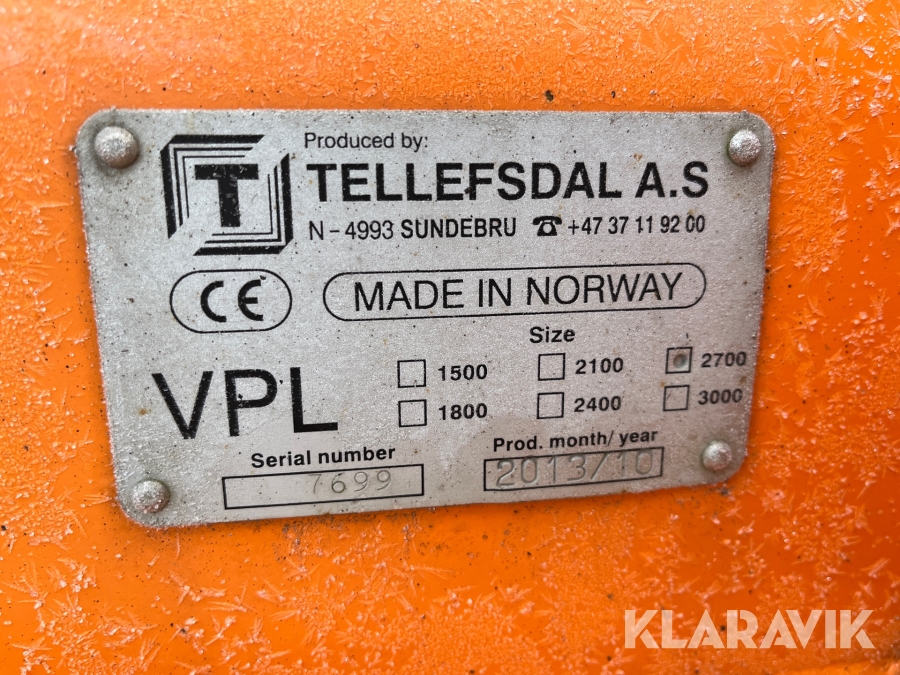 Produced by:
T TELLEFSDAL A.S
N-4993 SUNDEBRU ☎ +47 37 11 92 00
CE MADE IN NORWAY
Size
VPL
1500 2100 2700
1800 2400 3000
Serial number Prod. month/ year
7699 2013/10
KLARAVIK